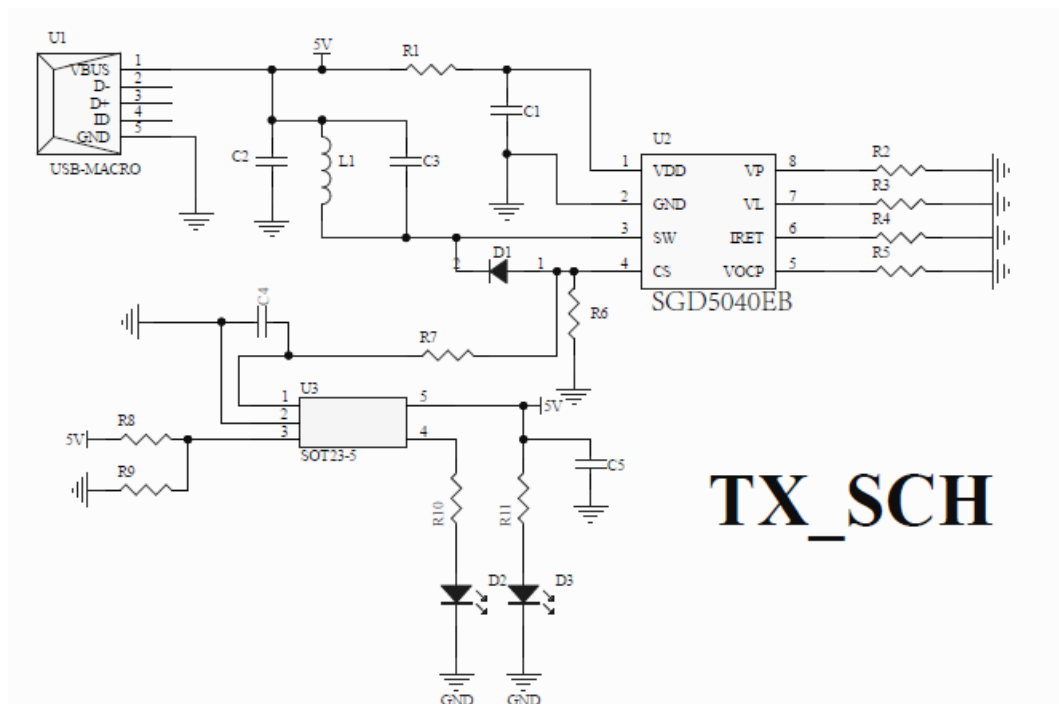 U1
5V
R1
VBUS 1
D- 2
D+ 3
ID 4
GND 5
USB-MACRO
C2
L1
C3
C1
U2
1 VDD VP 8 R2
2 GND VL 7 R3
3 SW IRET 6 R4
4 CS VOCP 5 R5
SGD5040EB
2 D1 1
R6
C4
R7
U3
1 5 5V
2
3 4
SOT23-5
5V R8
R9
C5
R10
R11
D2
D3
GND
GND
TX_SCH